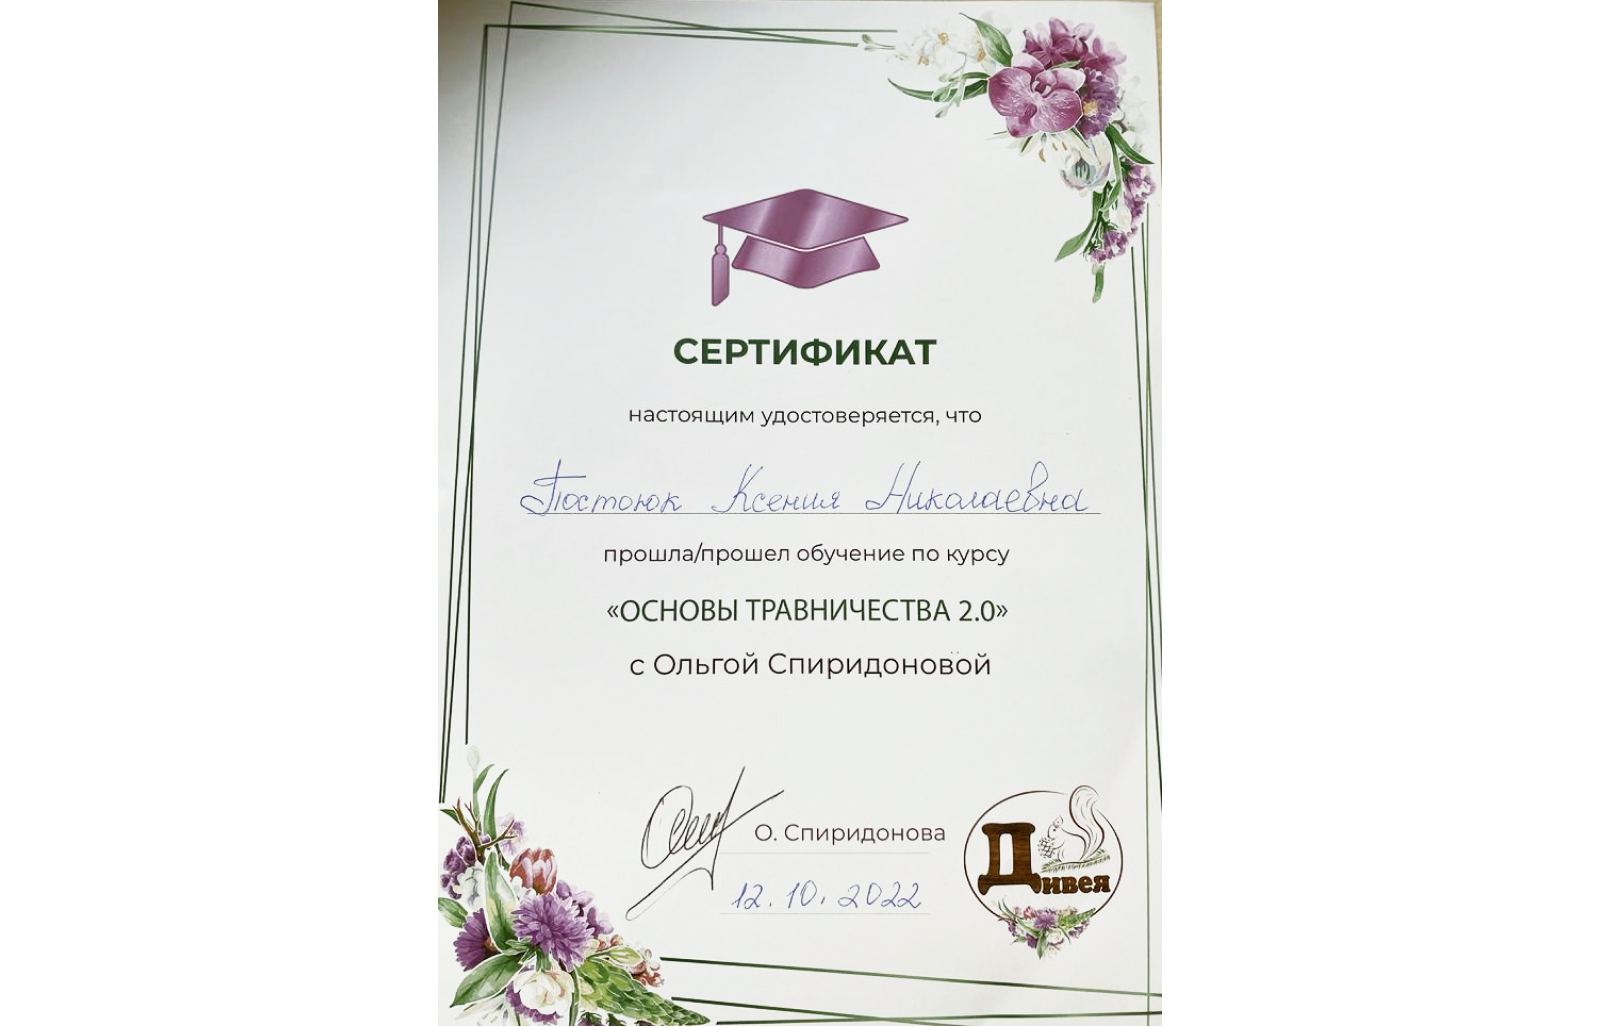 СЕРТИФИКАТ
настоящим удостоверяется, что
Постоюк Ксения Николаевна
прошла/прошел обучение по курсу
«ОСНОВЫ ТРАВНИЧЕСТВА 2.0»
с Ольгой Спиридоновой
О. Спиридонова
12.10.2022
Дивея